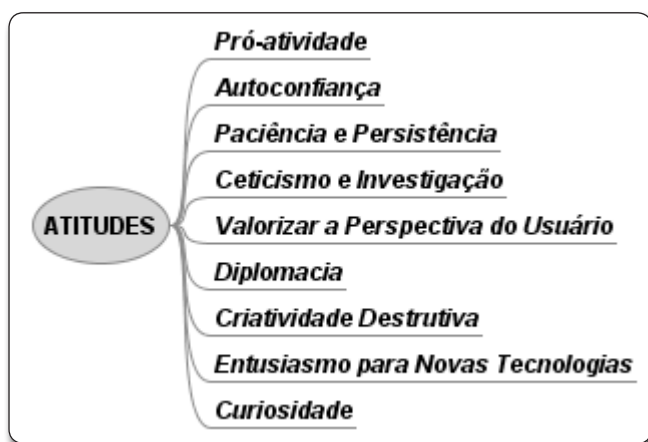 Pró-atividade
Autoconfiança
Paciência e Persistência
Ceticismo e Investigação
ATITUDES
Valorizar a Perspectiva do Usuário
Diplomacia
Criatividade Destrutiva
Entusiasmo para Novas Tecnologias
Curiosidade